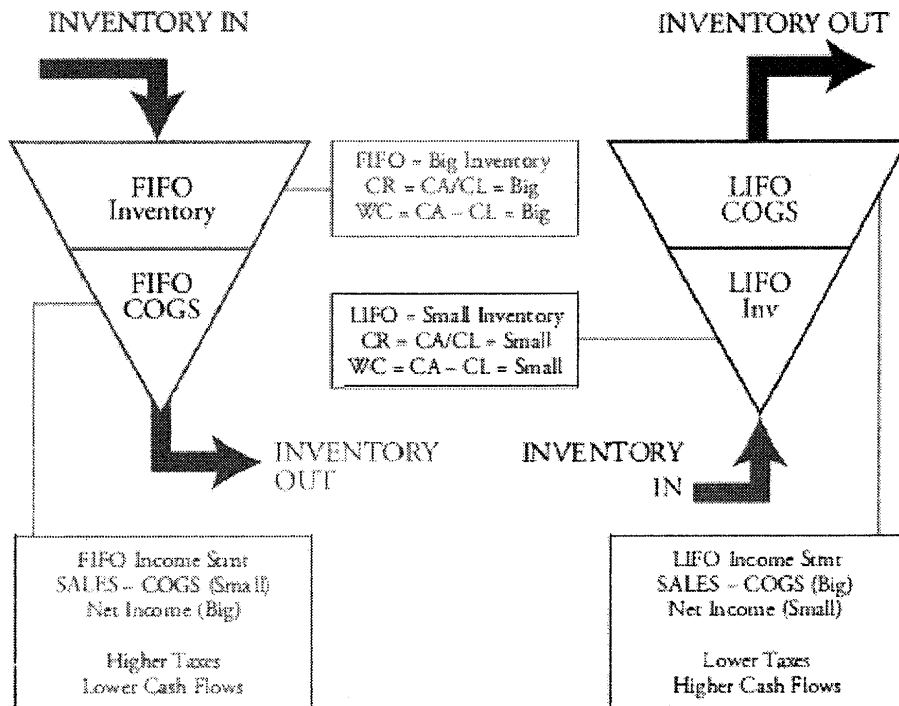 INVENTORY IN
INVENTORY OUT
FIFO
Inventory
FIFO
COGS
FIFO = Big Inventory
CR = CA/CL = Big
WC = CA – CL = Big
LIFO
COGS
LIFO
Inv
LIFO = Small Inventory
CR = CA/CL = Small
WC = CA – CL = Small
INVENTORY
OUT
INVENTORY
IN
FIFO Income Stmt
SALES – COGS (Small)
Net Income (Big)
Higher Taxes
Lower Cash Flows
LIFO Income Stmt
SALES – COGS (Big)
Net Income (Small)
Lower Taxes
Higher Cash Flows